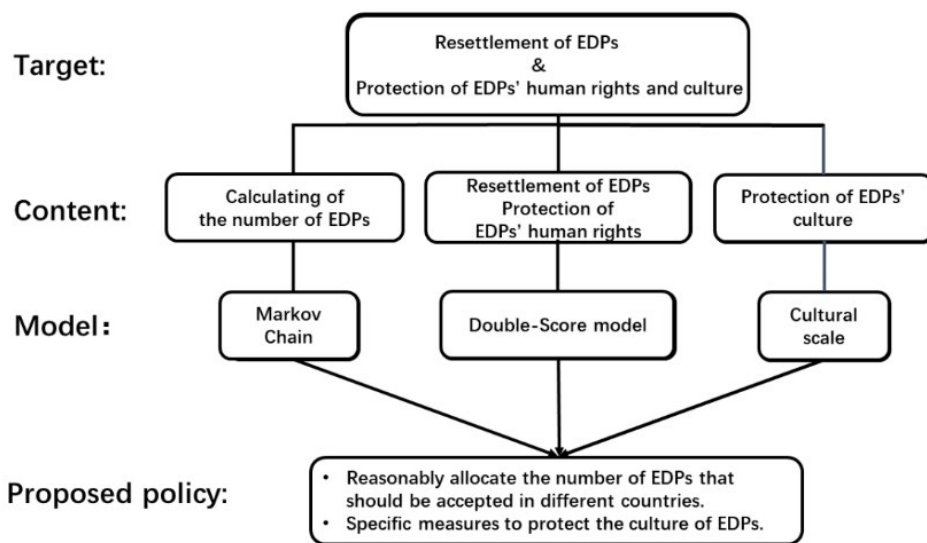 Target:
Resettlement of EDPs
&
Protection of EDPs' human rights and culture
Content:
Calculating of
the number of EDPs
Resettlement of EDPs
Protection of
EDPs' human rights
Protection of EDPs'
culture
Model:
Markov
Chain
Double-Score model
Cultural
scale
Proposed policy:
• Reasonably allocate the number of EDPs that
should be accepted in different countries.
• Specific measures to protect the culture of EDPs.